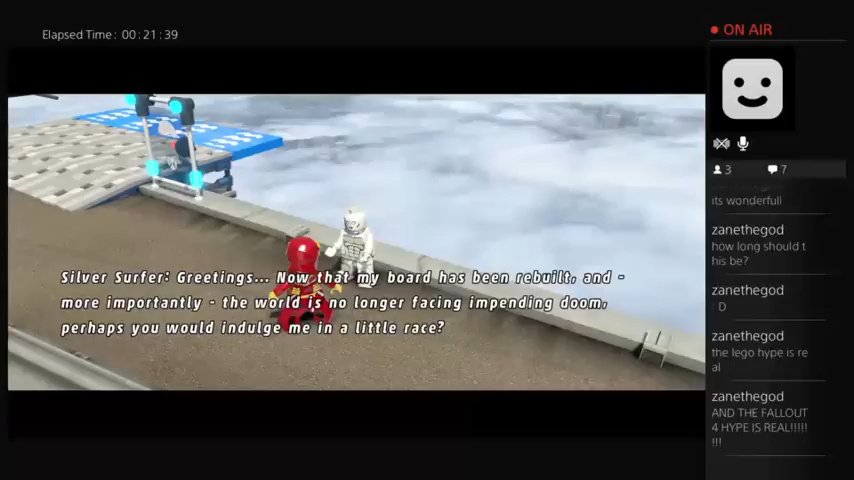 Elapsed Time: 00:21:39
ON AIR
3
7
its wonderfull
zanethegod
how long should t
his be?
zanethegod
D
zanethegod
the lego hype is re
al
zanethegod
AND THE FALLOUT
4 HYPE IS REAL!!!!!
!!!
Silver Surfer: Greetings... Now that my board has been rebuilt, and -
more importantly - the world is no longer facing impending doom,
perhaps you would indulge me in a little race?